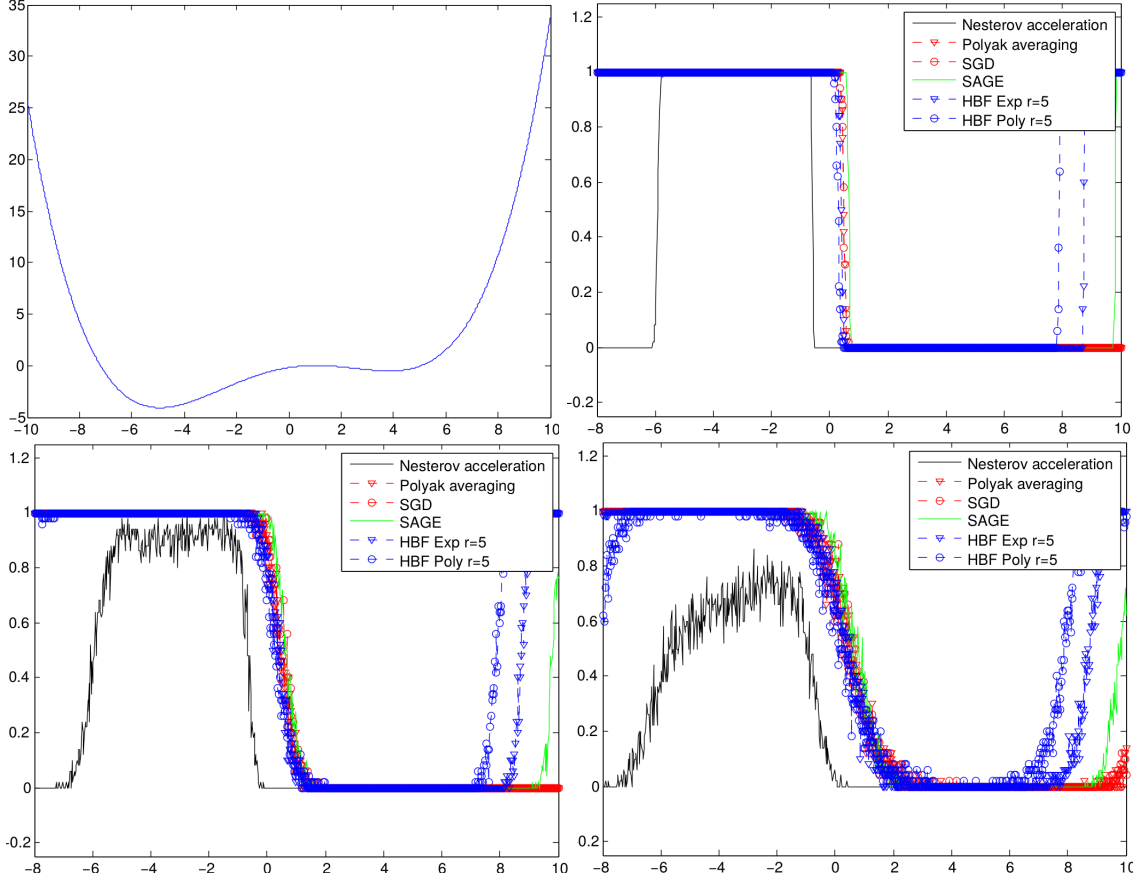 35
30
25
20
15
10
5
0
-5
-10 -8 -6 -4 -2 0 2 4 6 8 10
Nesterov acceleration
Polyak averaging
SGD
SAGE
HBF Exp r=5
HBF Poly r=5
1.2
1
0.8
0.6
0.4
0.2
0
-0.2
-8 -6 -4 -2 0 2 4 6 8 10
Nesterov acceleration
Polyak averaging
SGD
SAGE
HBF Exp r=5
HBF Poly r=5
1.2
1
0.8
0.6
0.4
0.2
0
-0.2
-8 -6 -4 -2 0 2 4 6 8 10
Nesterov acceleration
Polyak averaging
SGD
SAGE
HBF Exp r=5
HBF Poly r=5
1.2
1
0.8
0.6
0.4
0.2
0
0.2
-8 -6 -4 -2 0 2 4 6 8 10